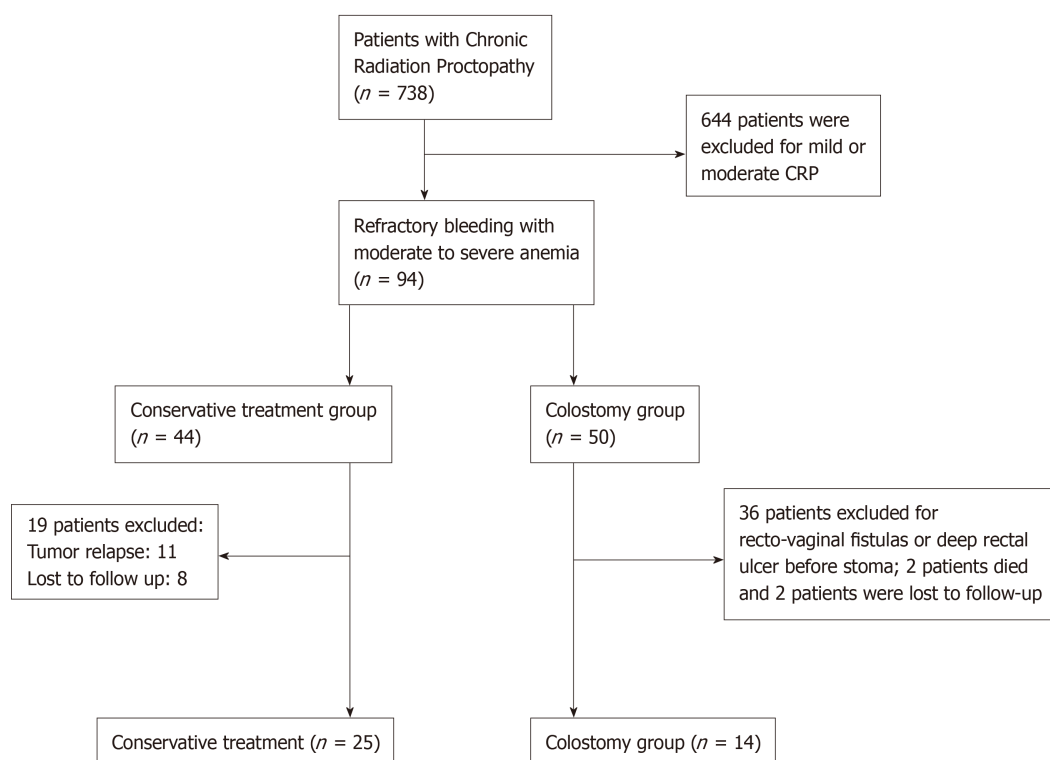 Patients with Chronic
Radiation Proctopathy
(n = 738)
644 patients were
excluded for mild or
moderate CRP
Refractory bleeding with
moderate to severe anemia
(n = 94)
Conservative treatment group
(n = 44)
Colostomy group
(n = 50)
19 patients excluded:
Tumor relapse: 11
Lost to follow up: 8
36 patients excluded for
recto-vaginal fistulas or deep rectal
ulcer before stoma; 2 patients died
and 2 patients were lost to follow-up
Conservative treatment (n = 25)
Colostomy group (n = 14)